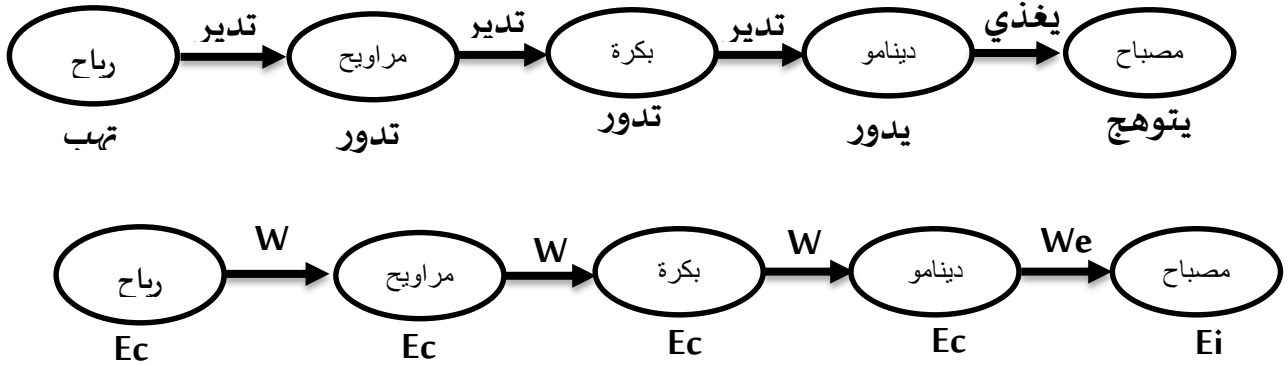 تدير تدير تدير يغذي
رياح مراويح بكرة دينامو مصباح
تهب تدور تدور يدور يتوهج
W W W We
رياح مراويح بكرة دينامو مصباح
Ec Ec Ec Ec Ei